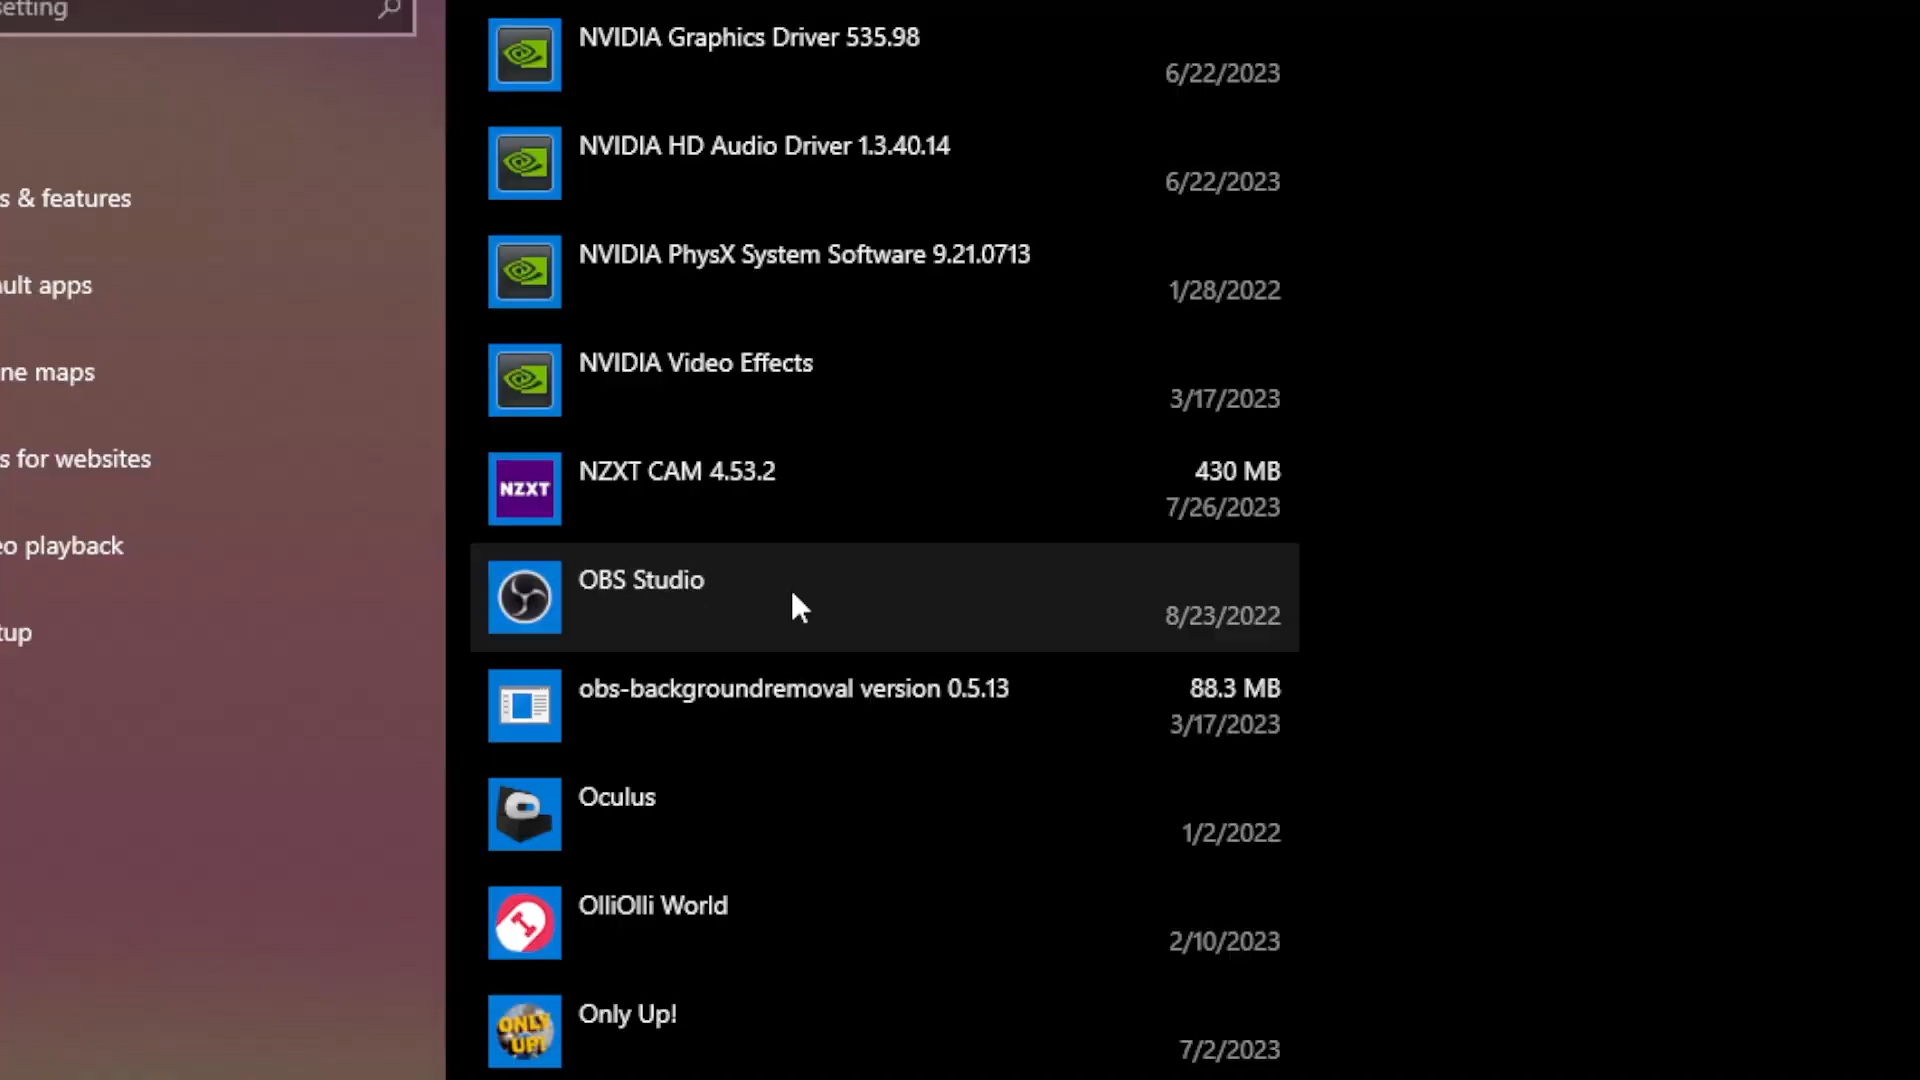 setting
s & features
ult apps
ne maps
s for websites
eo playback
tup
NVIDIA Graphics Driver 535.98
6/22/2023
NVIDIA HD Audio Driver 1.3.40.14
6/22/2023
NVIDIA PhysX System Software 9.21.0713
1/28/2022
NVIDIA Video Effects
3/17/2023
NZXT
NZXT CAM 4.53.2
430 MB
7/26/2023
OBS Studio
8/23/2022
obs-backgroundremoval version 0.5.13
88.3 MB
3/17/2023
Oculus
1/2/2022
OlliOlli World
2/10/2023
ONLY
UP!
Only Up!
7/2/2023